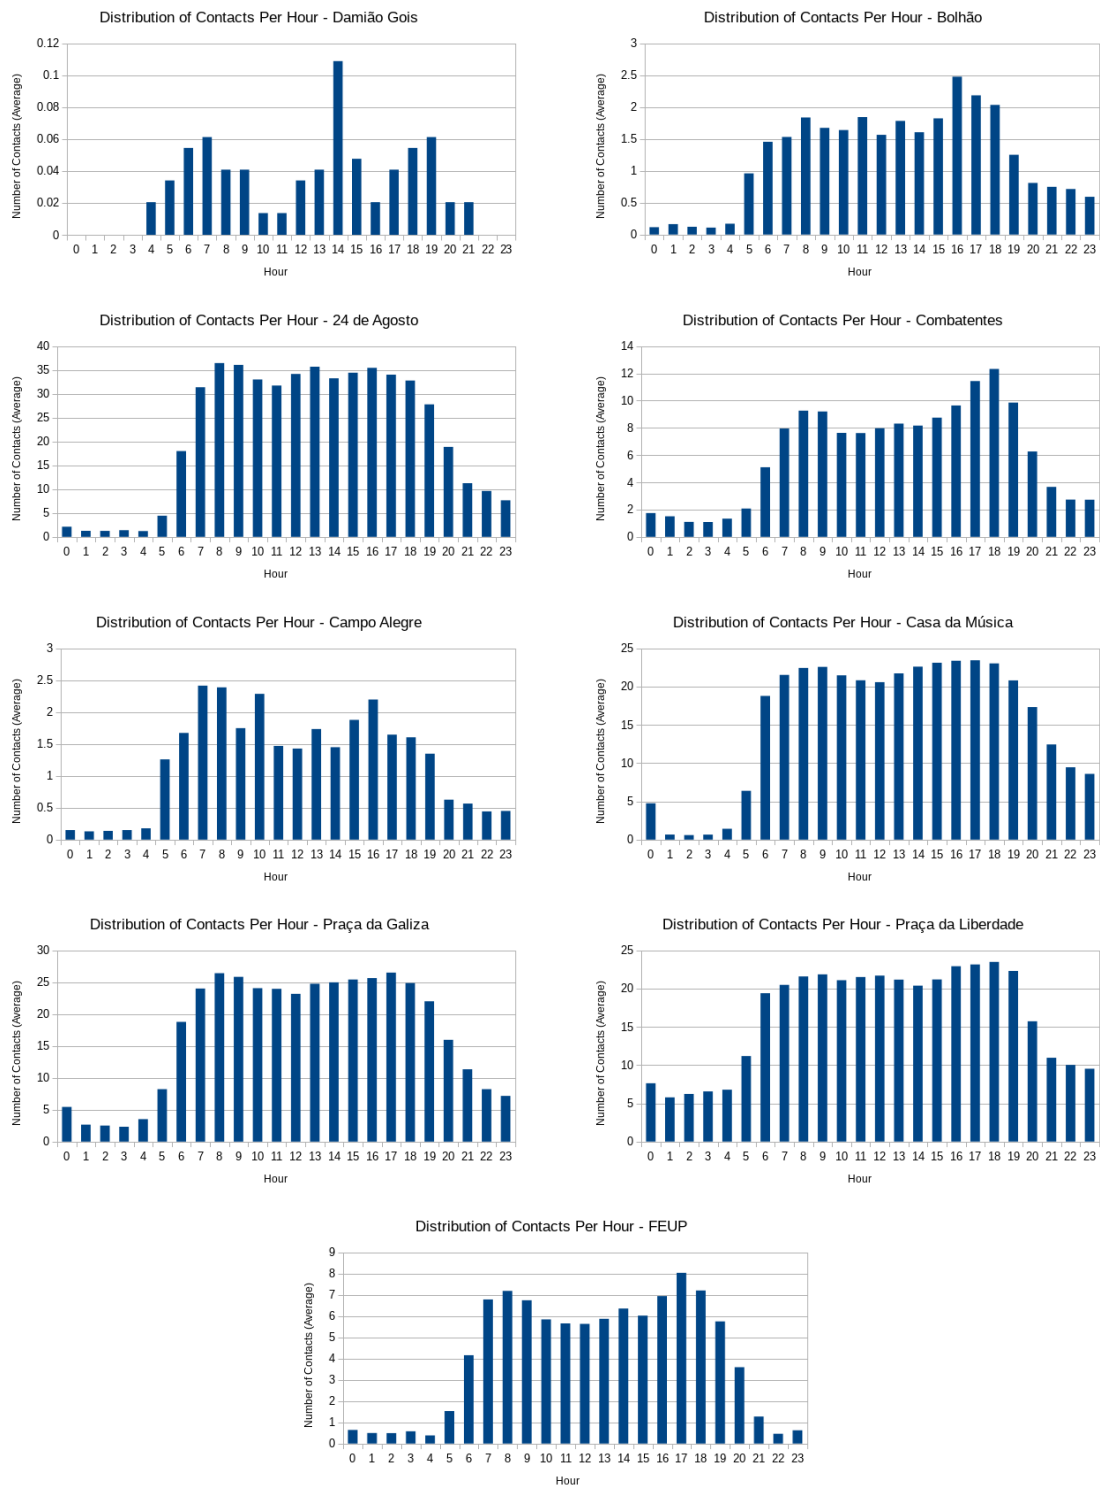 Distribution of Contacts Per Hour - Damião Gois
Number of Contacts (Average)
0.12
0.1
0.08
0.06
0.04
0.02
0
0 1 2 3 4 5 6 7 8 9 10 11 12 13 14 15 16 17 18 19 20 21 22 23
Hour
Distribution of Contacts Per Hour - Bolhão
Number of Contacts (Average)
3
2.5
2
1.5
1
0.5
0
0 1 2 3 4 5 6 7 8 9 10 11 12 13 14 15 16 17 18 19 20 21 22 23
Hour
Distribution of Contacts Per Hour - 24 de Agosto
Number of Contacts (Average)
40
35
30
25
20
15
10
5
0
0 1 2 3 4 5 6 7 8 9 10 11 12 13 14 15 16 17 18 19 20 21 22 23
Hour
Distribution of Contacts Per Hour - Combatentes
Number of Contacts (Average)
14
12
10
8
6
4
2
0
0 1 2 3 4 5 6 7 8 9 10 11 12 13 14 15 16 17 18 19 20 21 22 23
Hour
Distribution of Contacts Per Hour - Campo Alegre
Number of Contacts (Average)
3
2.5
2
1.5
1
0.5
0
0 1 2 3 4 5 6 7 8 9 10 11 12 13 14 15 16 17 18 19 20 21 22 23
Hour
Distribution of Contacts Per Hour - Casa da Música
Number of Contacts (Average)
25
20
15
10
5
0
0 1 2 3 4 5 6 7 8 9 10 11 12 13 14 15 16 17 18 19 20 21 22 23
Hour
Distribution of Contacts Per Hour - Praça da Galiza
Number of Contacts (Average)
30
25
20
15
10
5
0
0 1 2 3 4 5 6 7 8 9 10 11 12 13 14 15 16 17 18 19 20 21 22 23
Hour
Distribution of Contacts Per Hour - Praça da Liberdade
Number of Contacts (Average)
25
20
15
10
5
0
0 1 2 3 4 5 6 7 8 9 10 11 12 13 14 15 16 17 18 19 20 21 22 23
Hour
Distribution of Contacts Per Hour - FEUP
Number of Contacts (Average)
9
8
7
6
5
4
3
2
1
0
0 1 2 3 4 5 6 7 8 9 10 11 12 13 14 15 16 17 18 19 20 21 22 23
Hour